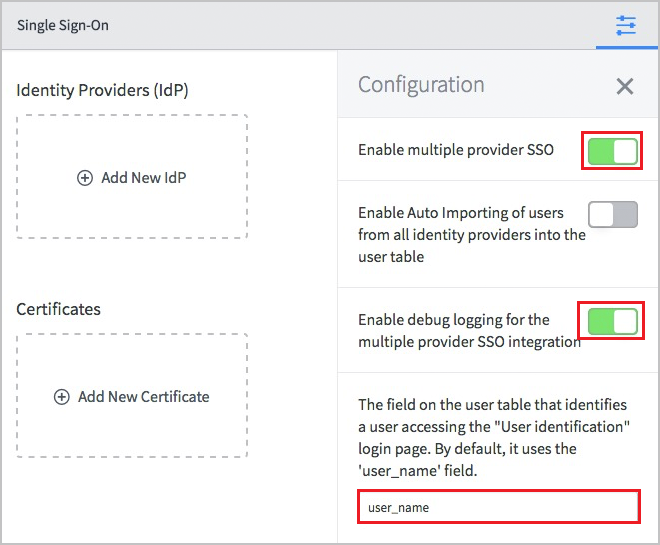 Single Sign-On
Identity Providers (IdP)
Add New IdP
Certificates
Add New Certificate
Configuration
Enable multiple provider SSO
Enable Auto Importing of users
from all identity providers into the
user table
Enable debug logging for the
multiple provider SSO integration
The field on the user table that identifies
a user accessing the "User identification"
login page. By default, it uses the
'user_name' field.
user_name